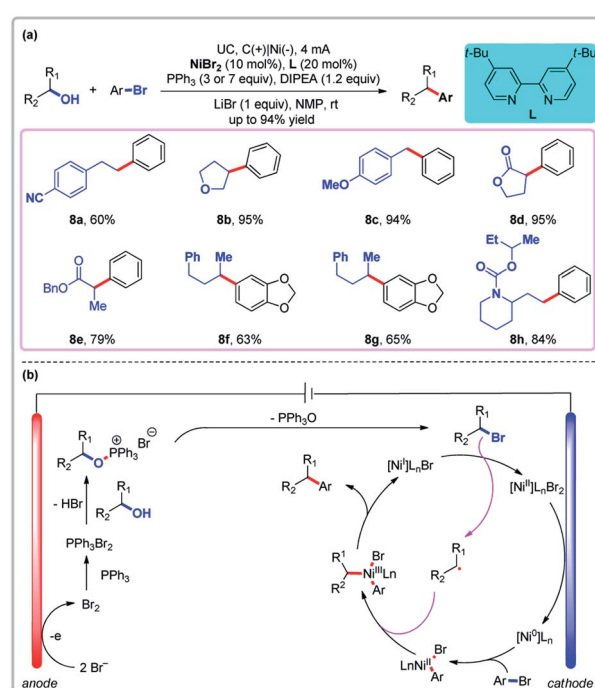 (a)
UC, C(+)|Ni(-), 4 mA
NiBr2 (10 mol%), L (20 mol%)
PPh3 (3 or 7 equiv), DIPEA (1.2 equiv)
LiBr (1 equiv), NMP, rt
up to 94% yield
R1
R2
OH
+
Ar
Br
R1
R2
Ar
t-Bu
t-Bu
N
N
L
CN
8a, 60%
O
8b, 95%
MeO
8c, 94%
O
O
8d, 95%
O
BnO
Me
8e, 79%
Ph
Me
O
O
8f, 63%
Ph
Me
O
O
8g, 65%
Et
Me
O
O
N
8h, 84%
(b)
- PPh3O
R1
R2
O
+
PPh3
Br−
- HBr
R1
R2
OH
PPh3Br2
PPh3
Br2
-e
2 Br−
anode
R1
R2
Br
[NiI]LnBr
[NiII]LnBr2
R1
R2
Ar
R1
R2
Br
NiIIILn
Ar
R1
R2
[Ni0]Ln
LnNiII
Br
Ar
Ar
Br
cathode